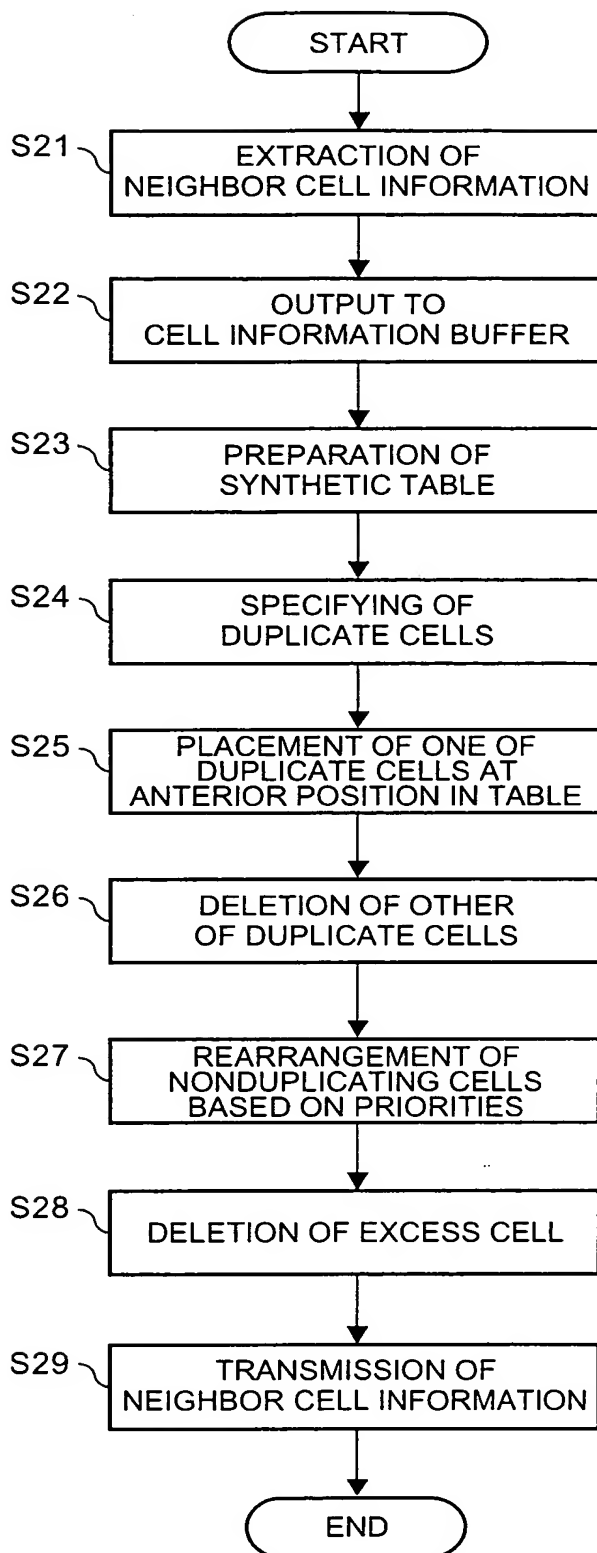 START
S21
EXTRACTION OF
NEIGHBOR CELL INFORMATION
S22
OUTPUT TO
CELL INFORMATION BUFFER
S23
PREPARATION OF
SYNTHETIC TABLE
S24
SPECIFYING OF
DUPLICATE CELLS
S25
PLACEMENT OF ONE OF
DUPLICATE CELLS AT
ANTERIOR POSITION IN TABLE
S26
DELETION OF OTHER
OF DUPLICATE CELLS
S27
REARRANGEMENT OF
NONDUPLICATING CELLS
BASED ON PRIORITIES
S28
DELETION OF EXCESS CELL
S29
TRANSMISSION OF
NEIGHBOR CELL INFORMATION
END